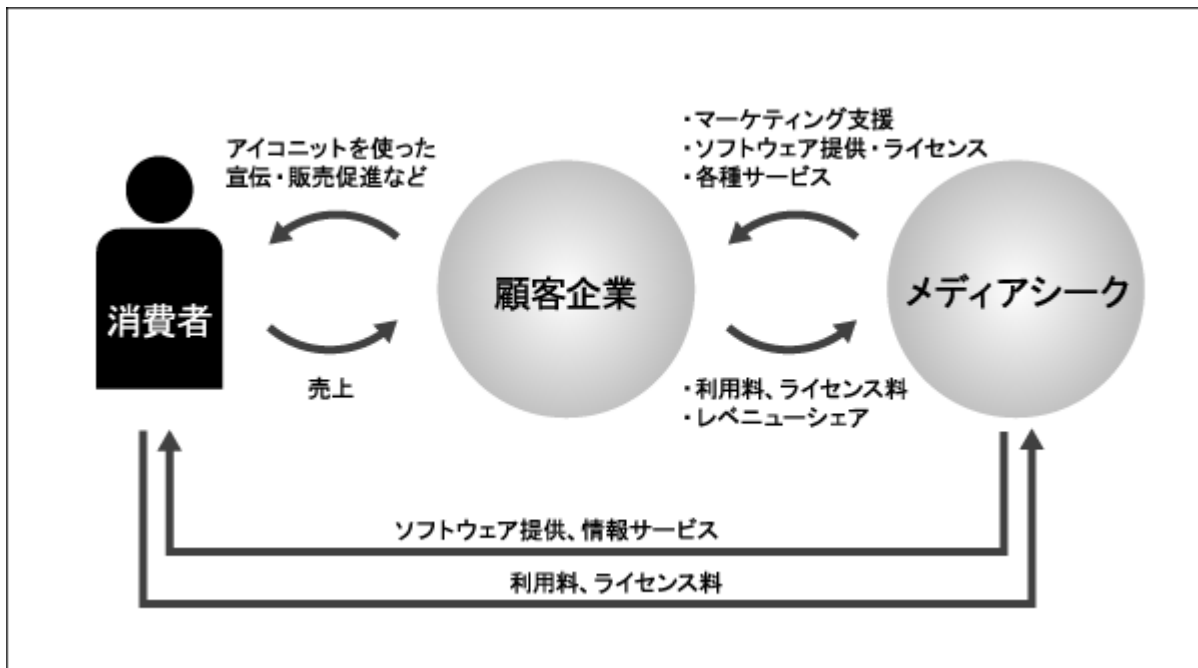 ・マーケティング支援
・ソフトウェア提供・ライセンス
・各種サービス
アイコニットを使った
宣伝・販売促進など
消費者
顧客企業
メディアシーク
売上
・利用料、ライセンス料
・レベニューシェア
ソフトウェア提供、情報サービス
利用料、ライセンス料